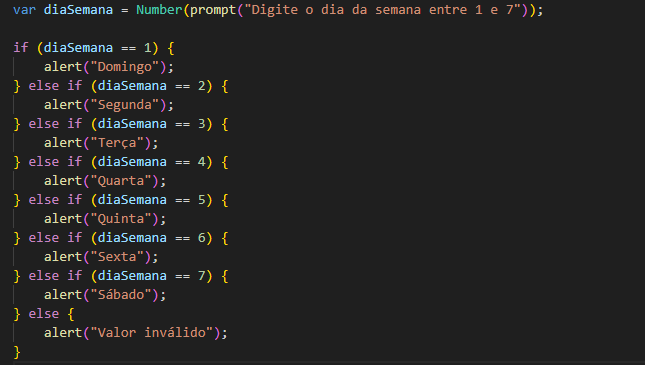 var diaSemana = Number(prompt("Digite o dia da semana entre 1 e 7"));

if (diaSemana == 1) {
    alert("Domingo");
} else if (diaSemana == 2) {
    alert("Segunda");
} else if (diaSemana == 3) {
    alert("Terça");
} else if (diaSemana == 4) {
    alert("Quarta");
} else if (diaSemana == 5) {
    alert("Quinta");
} else if (diaSemana == 6) {
    alert("Sexta");
} else if (diaSemana == 7) {
    alert("Sábado");
} else {
    alert("Valor inválido");
}